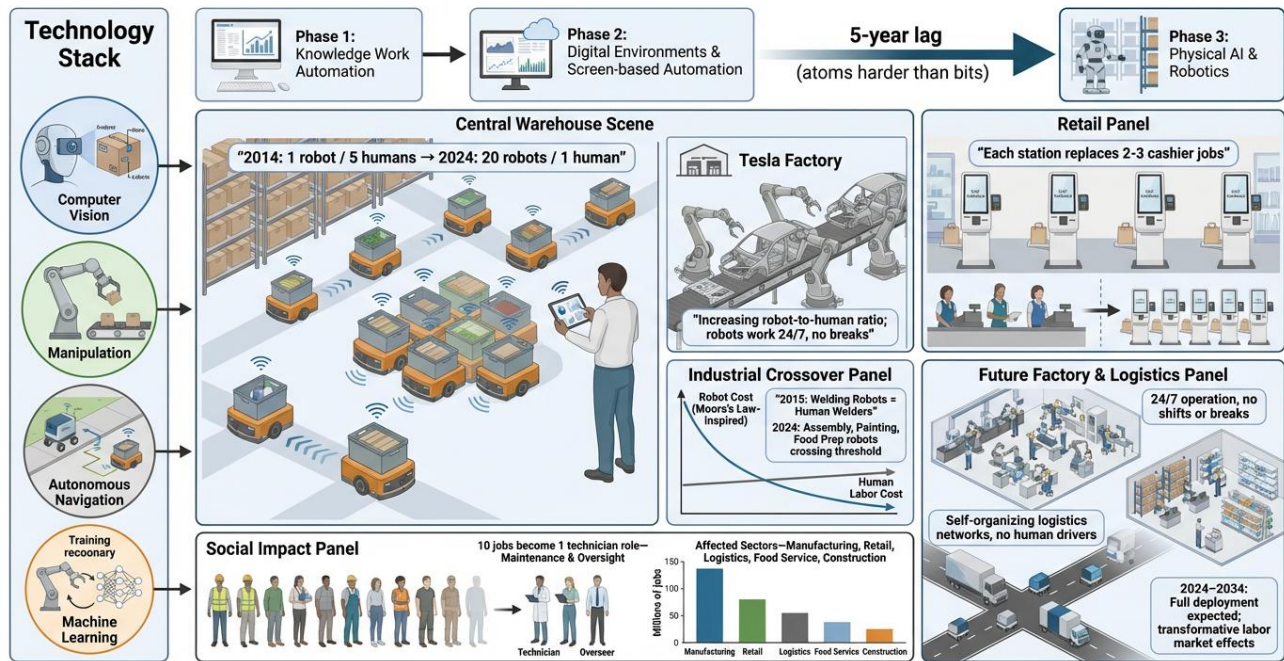 Technology
Stack
Computer
Vision
Manipulation
Autonomous
Navigation
Training
recoonary
Machine
Learning
Phase 1:
Knowledge Work
Automation
Phase 2:
Digital Environments &
Screen-based Automation
5-year lag
(atoms harder than bits)
Phase 3:
Physical AI &
Robotics
Central Warehouse Scene
"2014: 1 robot / 5 humans → 2024: 20 robots / 1 human"
Tesla Factory
"Increasing robot-to-human ratio;
robots work 24/7, no breaks"
Retail Panel
"Each station replaces 2-3 cashier jobs"
Industrial Crossover Panel
Robot Cost
(Moors's Law-
Inspired)
"2015: Welding Robots =
Human Welders"
2024: Assembly, Painting,
Food Prep robots
crossing threshold
Human
Labor Cost
Future Factory & Logistics Panel
24/7 operation, no
shifts or breaks
Self-organizing logistics
networks, no human drivers
2024–2034:
Full deployment
expected;
transformative labor
market effects
Social Impact Panel
10 jobs become 1 technician role—
Maintenance & Oversight
Technician
Overseer
Affected Sectors—Manufacturing, Retail,
Logistics, Food Service, Construction
150
100
50
0
Manufacturing
Retail
Logistics
Food Service
Construction